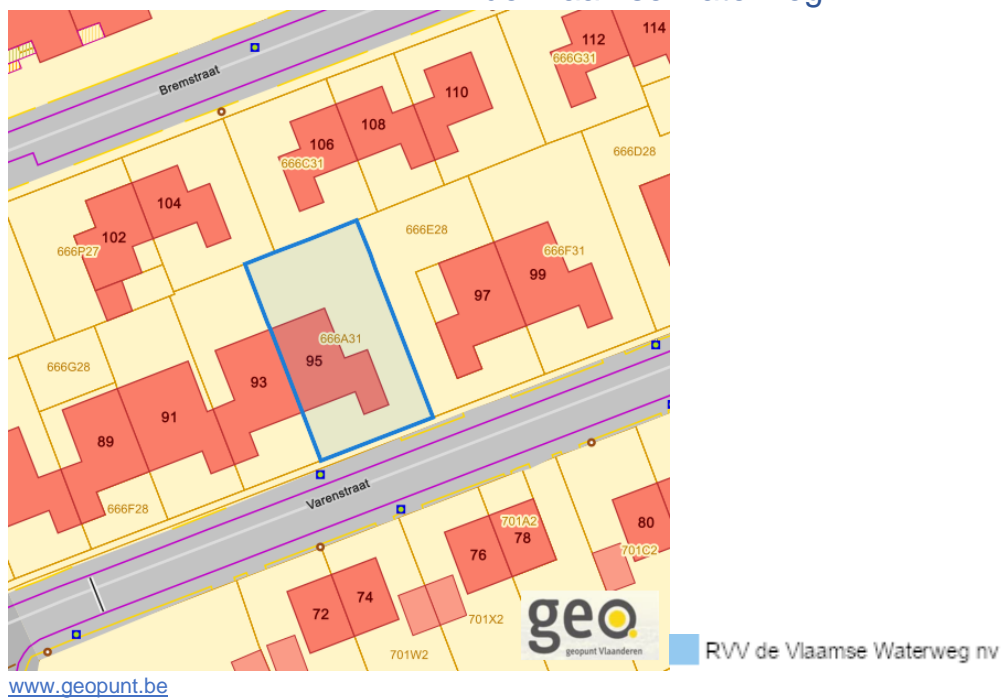 Bremstraat
112
114
666G31
110
108
106
666C31
666D28
104
102
666P27
666E28
666F31
99
97
666A31
95
93
666G28
91
89
666F28
Varenstraat
701A2
78
76
80
701C2
74
72
701X2
701W2
geo
geopunt Vlaanderen
RVV de Vlaamse Waterweg nv
www.geopunt.be